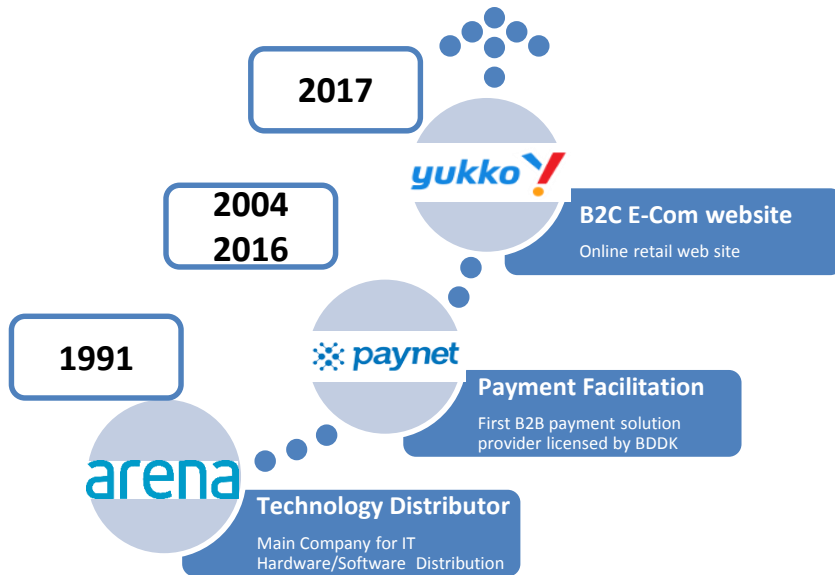 2017
yukko
B2C E-Com website
Online retail web site
2004
2016
paynet
Payment Facilitation
First B2B payment solution
provider licensed by BDDK
1991
arena
Technology Distributor
Main Company for IT
Hardware/Software Distribution